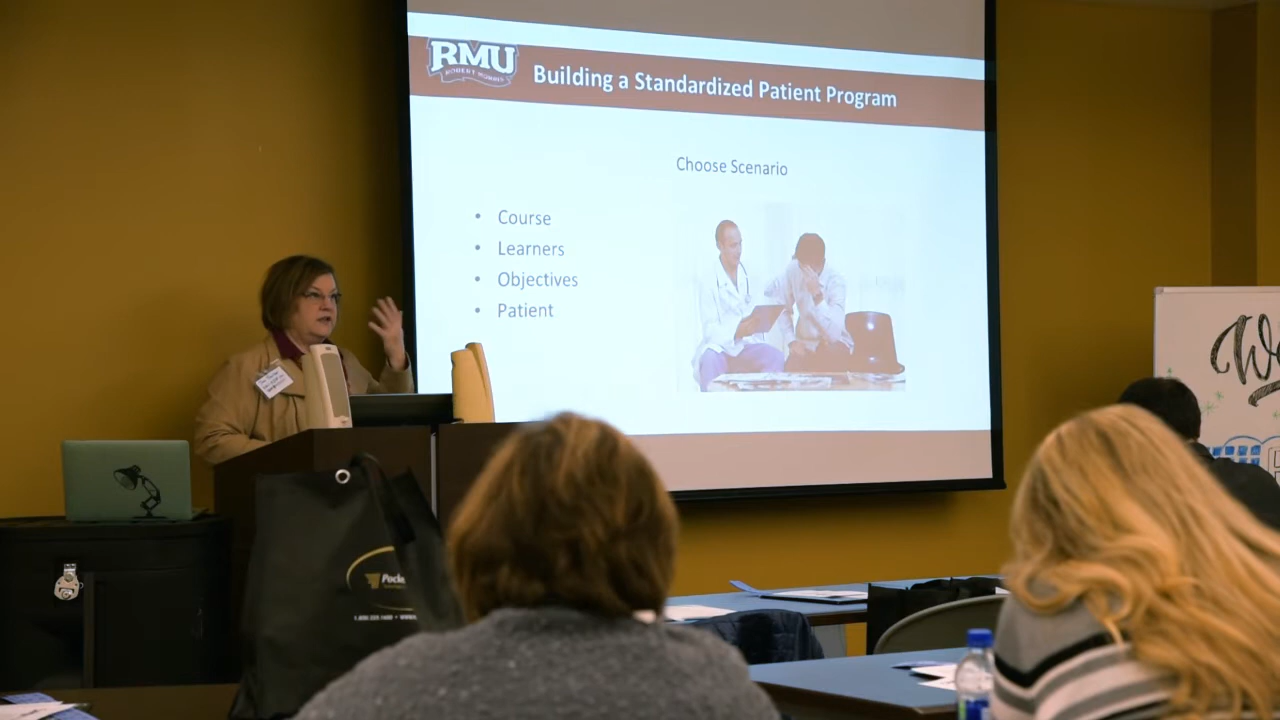 RMU
ROBERT MORRIS
Building a Standardized Patient Program
Choose Scenario
• Course
• Learners
• Objectives
• Patient